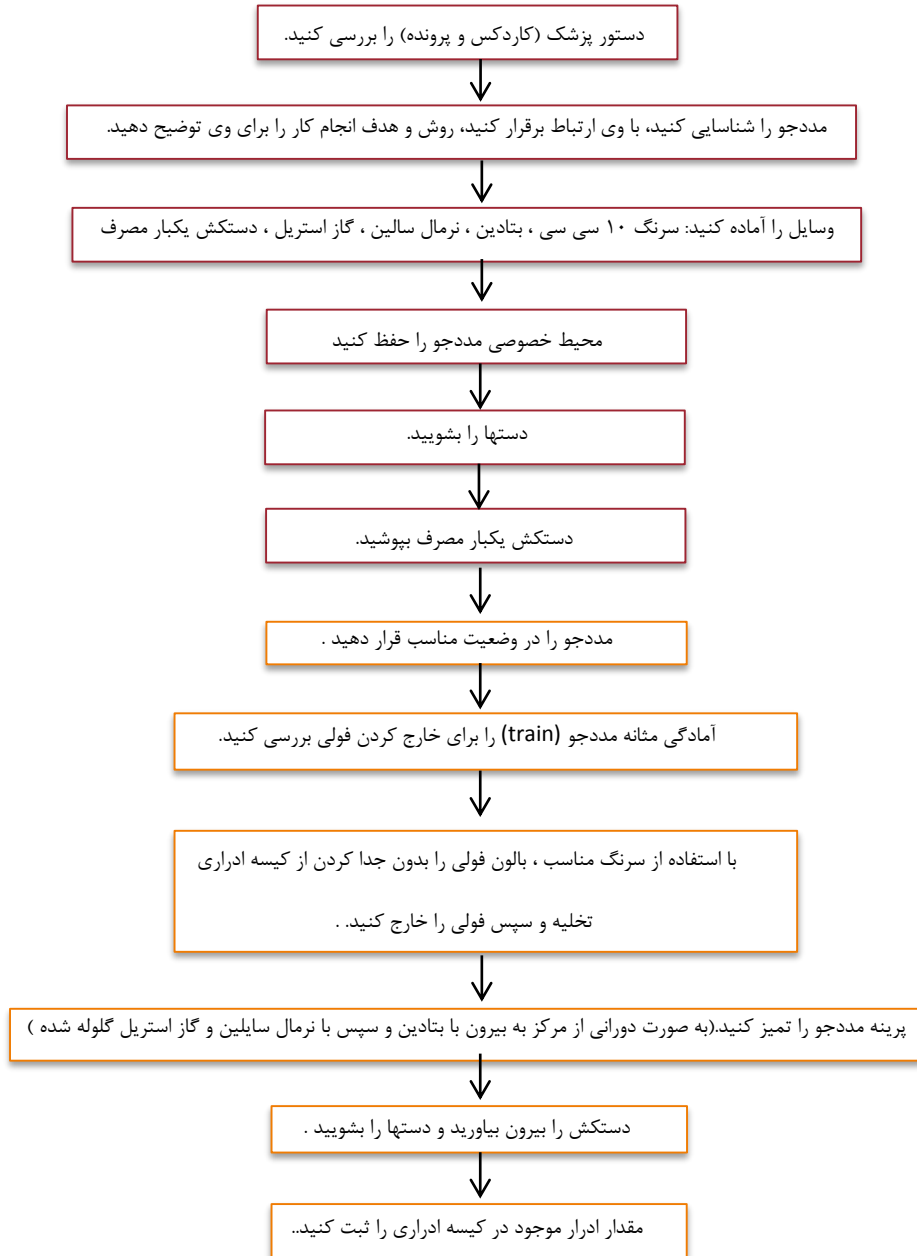 دستور پزشک (کاردکس و پرونده) را بررسی کنید.
مددجو را شناسایی کنید، با وی ارتباط برقرار کنید، روش و هدف انجام کار را برای وی توضیح دهید.
وسایل را آماده کنید: سرنگ ۱۰ سی سی ، بتادین ، نرمال سالین ، گاز استریل ، دستکش یکبار مصرف
محیط خصوصی مددجو را حفظ کنید
دستها را بشویید.
دستکش یکبار مصرف بپوشید.
مددجو را در وضعیت مناسب قرار دهید .
آمادگی مثانه مددجو (train) را برای خارج کردن فولی بررسی کنید.
با استفاده از سرنگ مناسب ، بالون فولی را بدون جدا کردن از کیسه ادراری
تخلیه و سپس فولی را خارج کنید. .
پرینه مددجو را تمیز کنید.(به صورت دورانی از مرکز به بیرون با بتادین و سپس با نرمال سایلین و گاز استریل گلوله شده )
دستکش را بیرون بیاورید و دستها را بشویید .
مقدار ادرار موجود در کیسه ادراری را ثبت کنید..